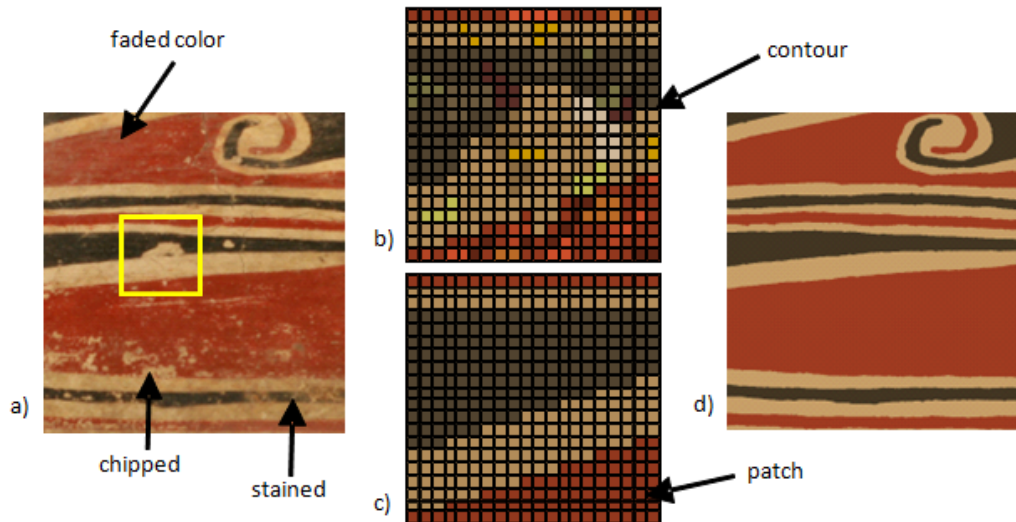 faded color
contour
b)
a)
d)
chipped
stained
c)
patch